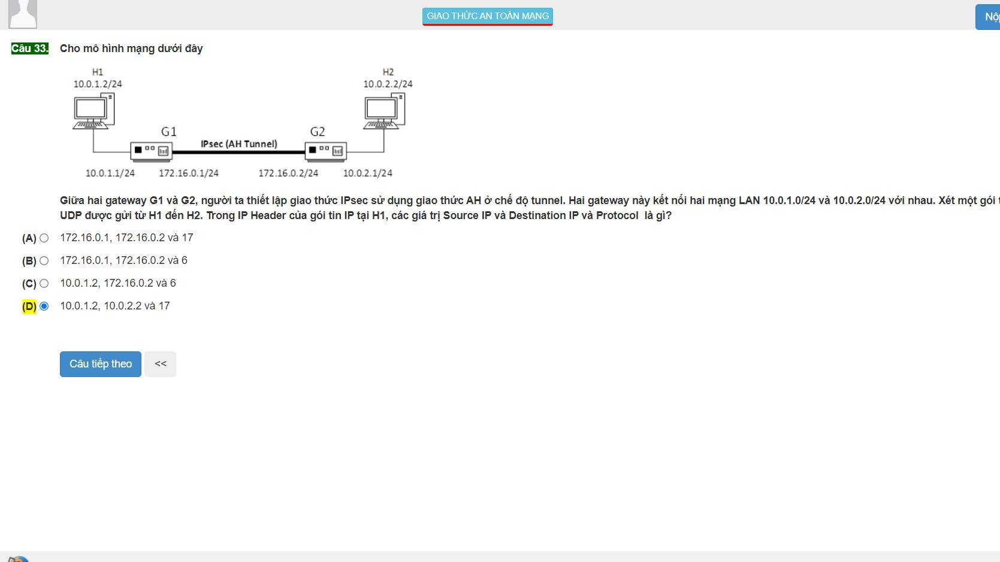 GIAO THỨC AN TOÀN MẠNG
Câu 33. Cho mô hình mạng dưới đây
H1
10.0.1.2/24
H2
10.0.2.2/24
G1
G2
IPsec (AH Tunnel)
10.0.1.1/24 172.16.0.1/24 172.16.0.2/24 10.0.2.1/24
Giữa hai gateway G1 và G2, người ta thiết lập giao thức IPsec sử dụng giao thức AH ở chế độ tunnel. Hai gateway này kết nối hai mạng LAN 10.0.1.0/24 và 10.0.2.0/24 với nhau. Xét một gói
UDP được gửi từ H1 đến H2. Trong IP Header của gói tin IP tại H1, các giá trị Source IP và Destination IP và Protocol là gì?
(A) 172.16.0.1, 172.16.0.2 và 17
(B) 172.16.0.1, 172.16.0.2 và 6
(C) 10.0.1.2, 172.16.0.2 và 6
(D) 10.0.1.2, 10.0.2.2 và 17
Câu tiếp theo <<